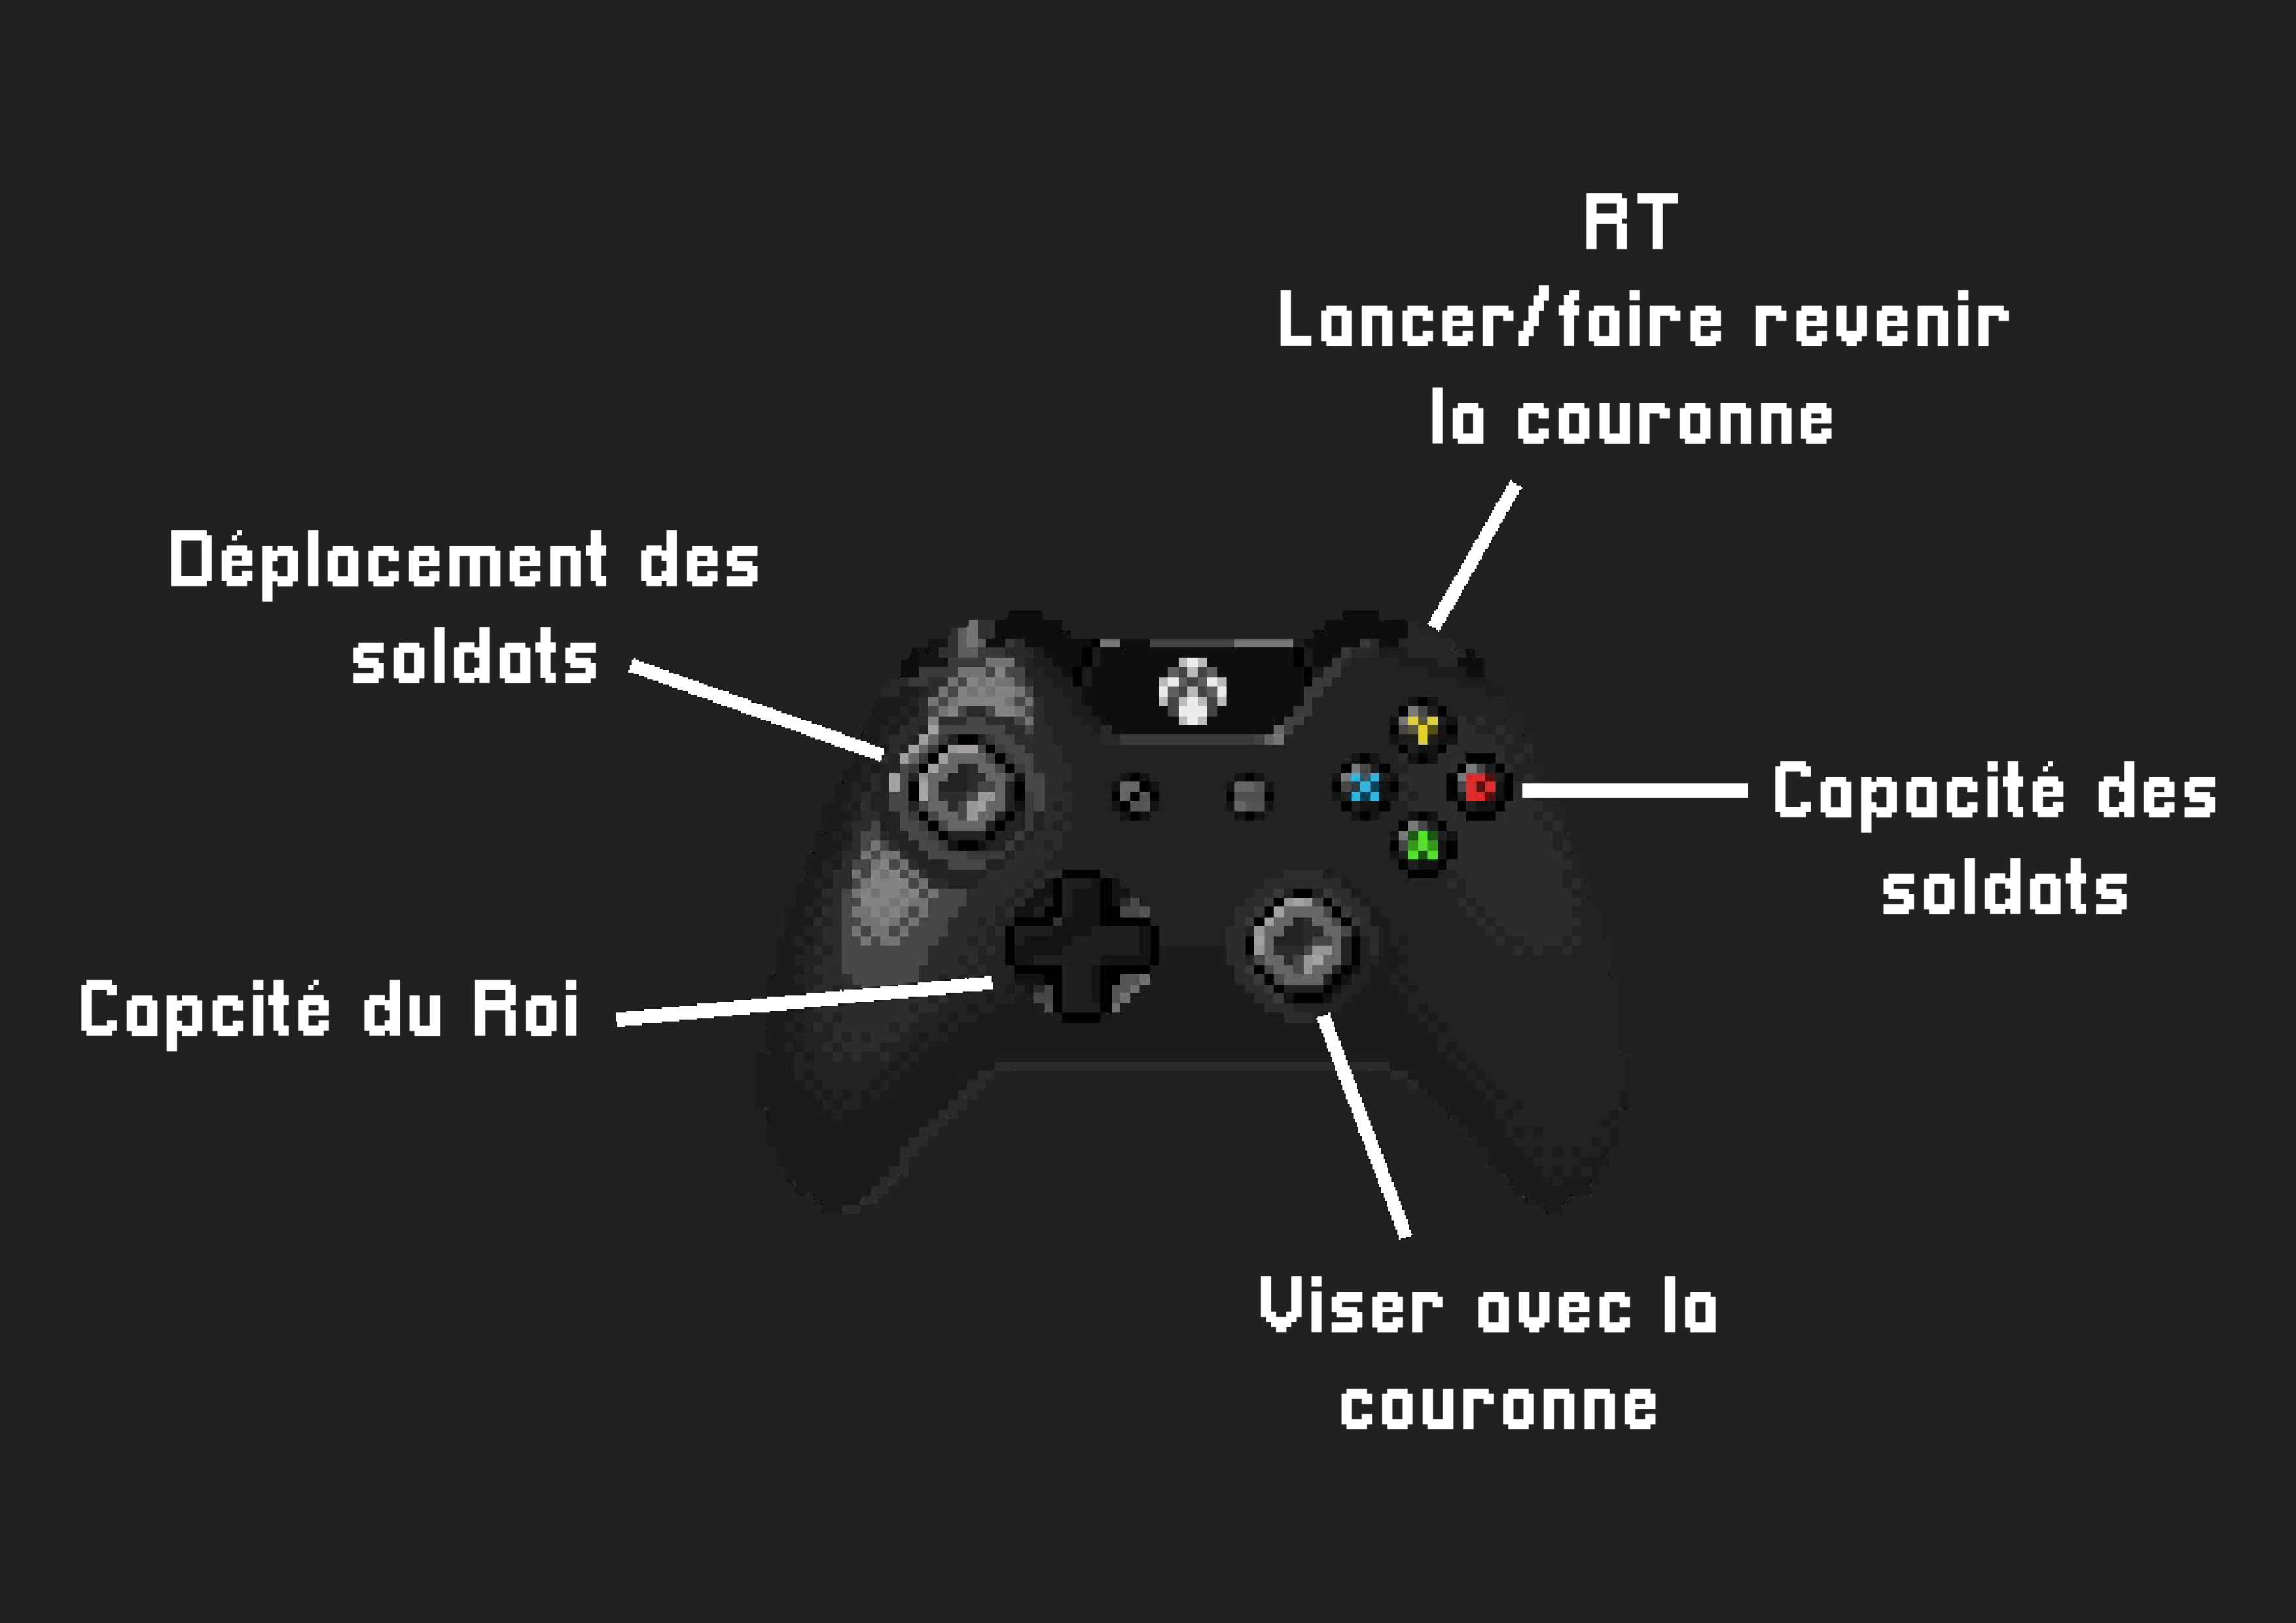 RT
Lancer/faire revenir
la couronne
Déplacement des
soldats
Y
X
B
A
Capacité des
soldats
Capcité du Roi
Viser avec la
couronne